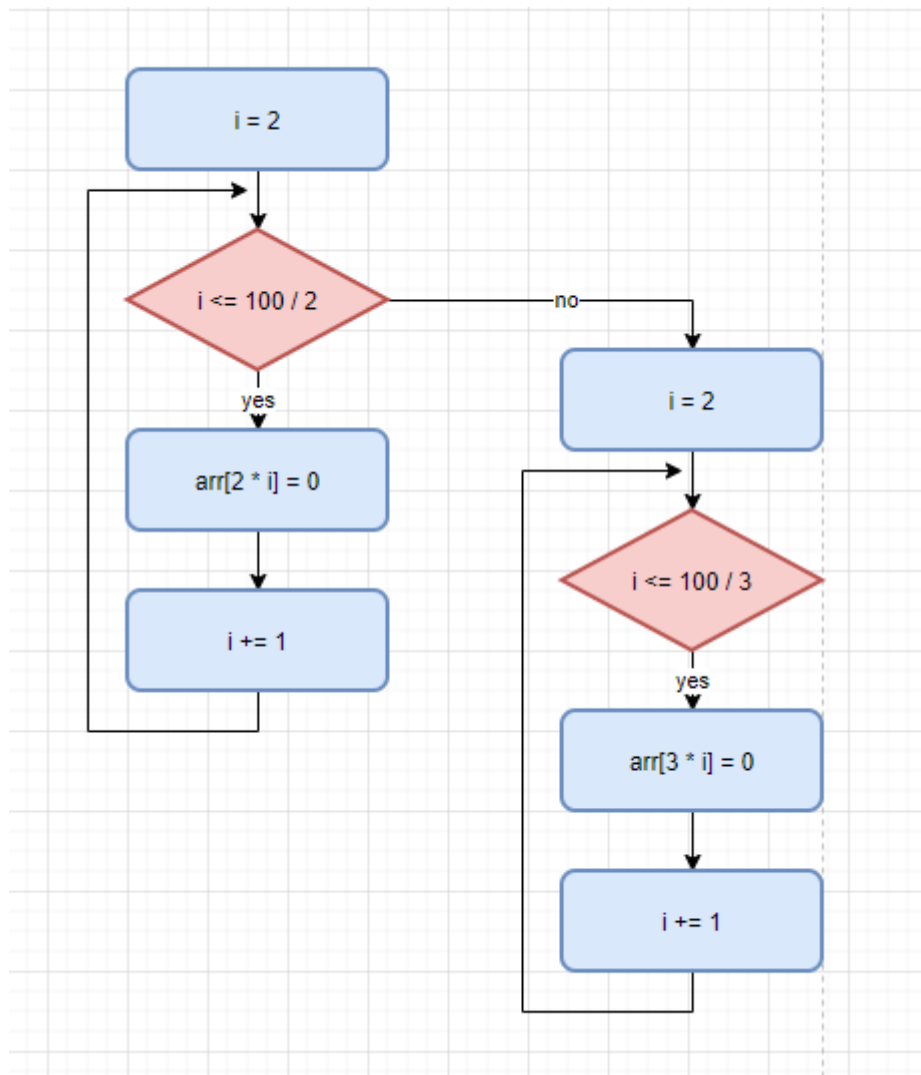 i = 2
i <= 100 / 2
no
yes
arr[2 * i] = 0
i += 1
i = 2
i <= 100 / 3
yes
arr[3 * i] = 0
i += 1